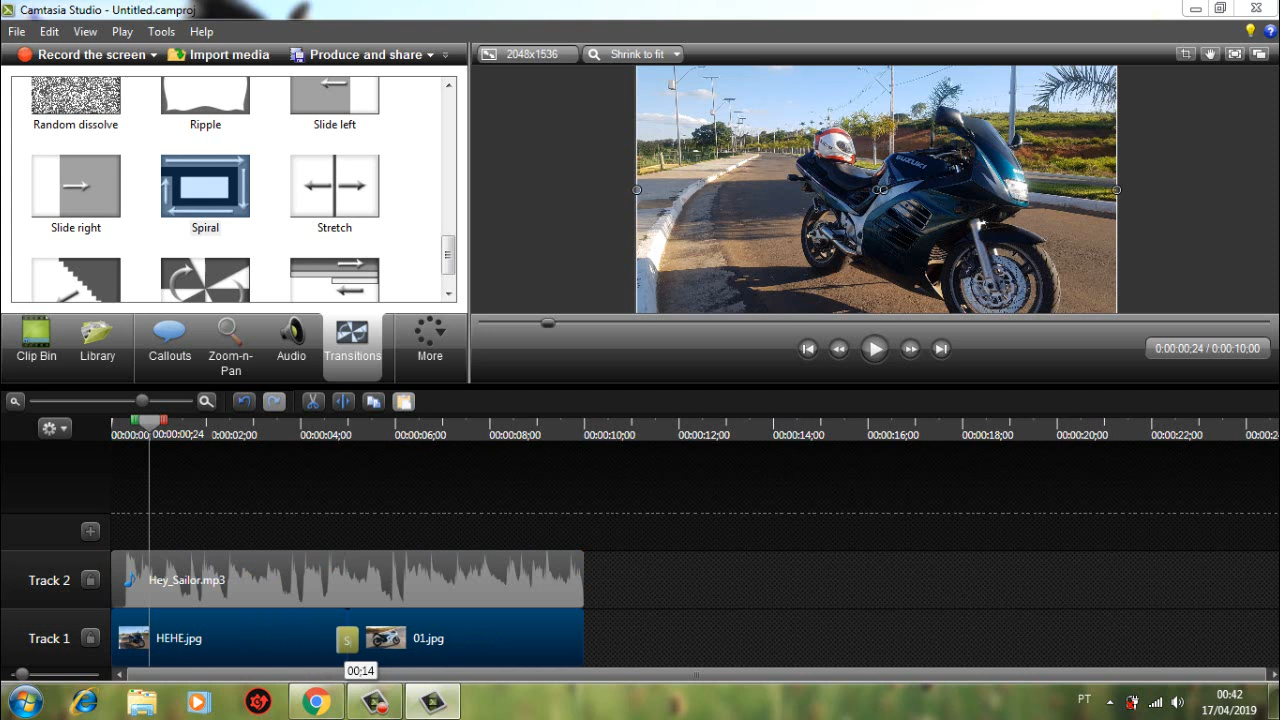 Camtasia Studio - Untitled.camproj
File Edit View Play Tools Help
Record the screen Import media Produce and share
2048x1536 Shrink to fit
Random dissolve Ripple Slide left
SUZUKI
Slide right Spiral Stretch
Clip Bin Library Callouts Zoom-n-Pan Audio Transitions More
0:00:00;24 / 0:00:10;00
00:00:00 00:00:00;24 00:00:02;00 00:00:04;00 00:00:06;00 00:00:08;00 00:00:10;00 00:00:12;00 00:00:14;00 00:00:16;00 00:00:18;00 00:00:20;00 00:00:22;00 00:00:2
Track 2 Hey_Sailor.mp3
Track 1 HEHE.jpg S 01.jpg
00;14
PT 00:42
17/04/2019